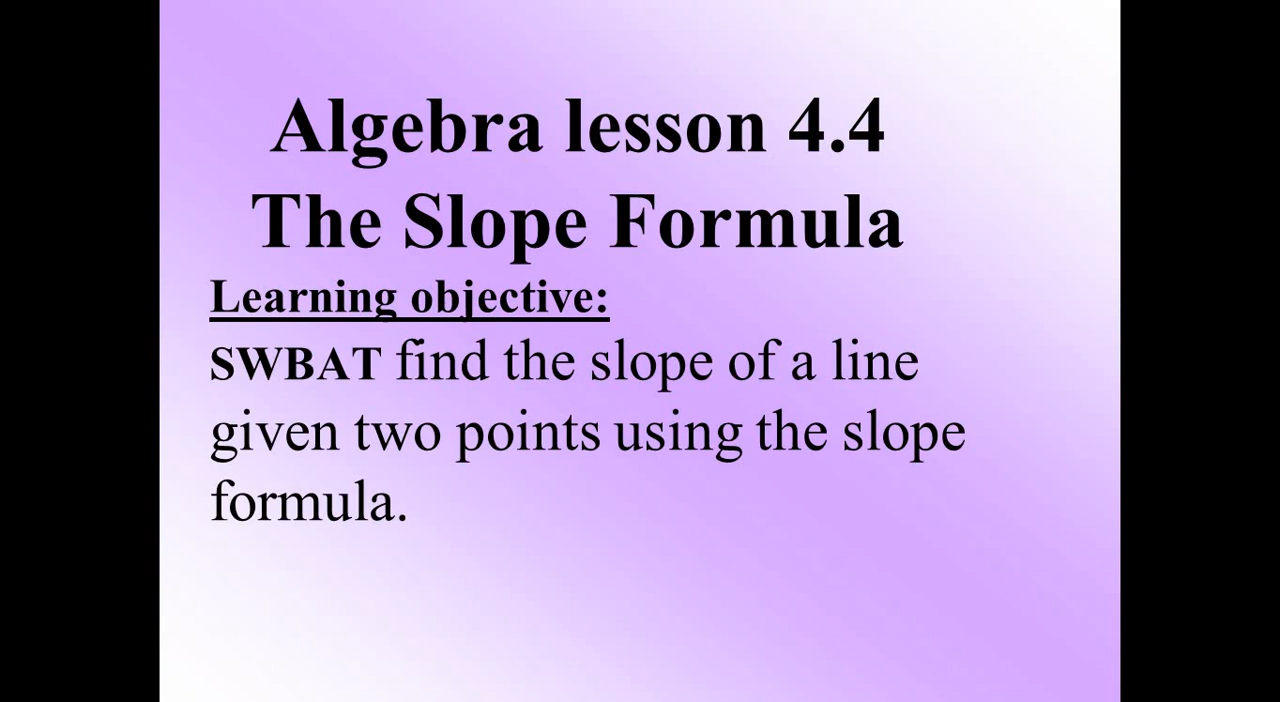 Algebra lesson 4.4
The Slope Formula
Learning objective:
SWBAT find the slope of a line
given two points using the slope
formula.